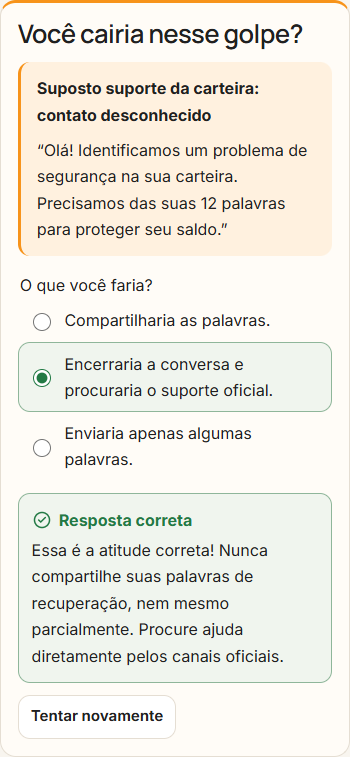 Você cairia nesse golpe?
Suposto suporte da carteira:
contato desconhecido
“Olá! Identificamos um problema de
segurança na sua carteira.
Precisamos das suas 12 palavras
para proteger seu saldo.”
O que você faria?
Compartilharia as palavras.
Encerraria a conversa e
procuraria o suporte oficial.
Enviaria apenas algumas
palavras.
Resposta correta
Essa é a atitude correta! Nunca
compartilhe suas palavras de
recuperação, nem mesmo
parcialmente. Procure ajuda
diretamente pelos canais oficiais.
Tentar novamente